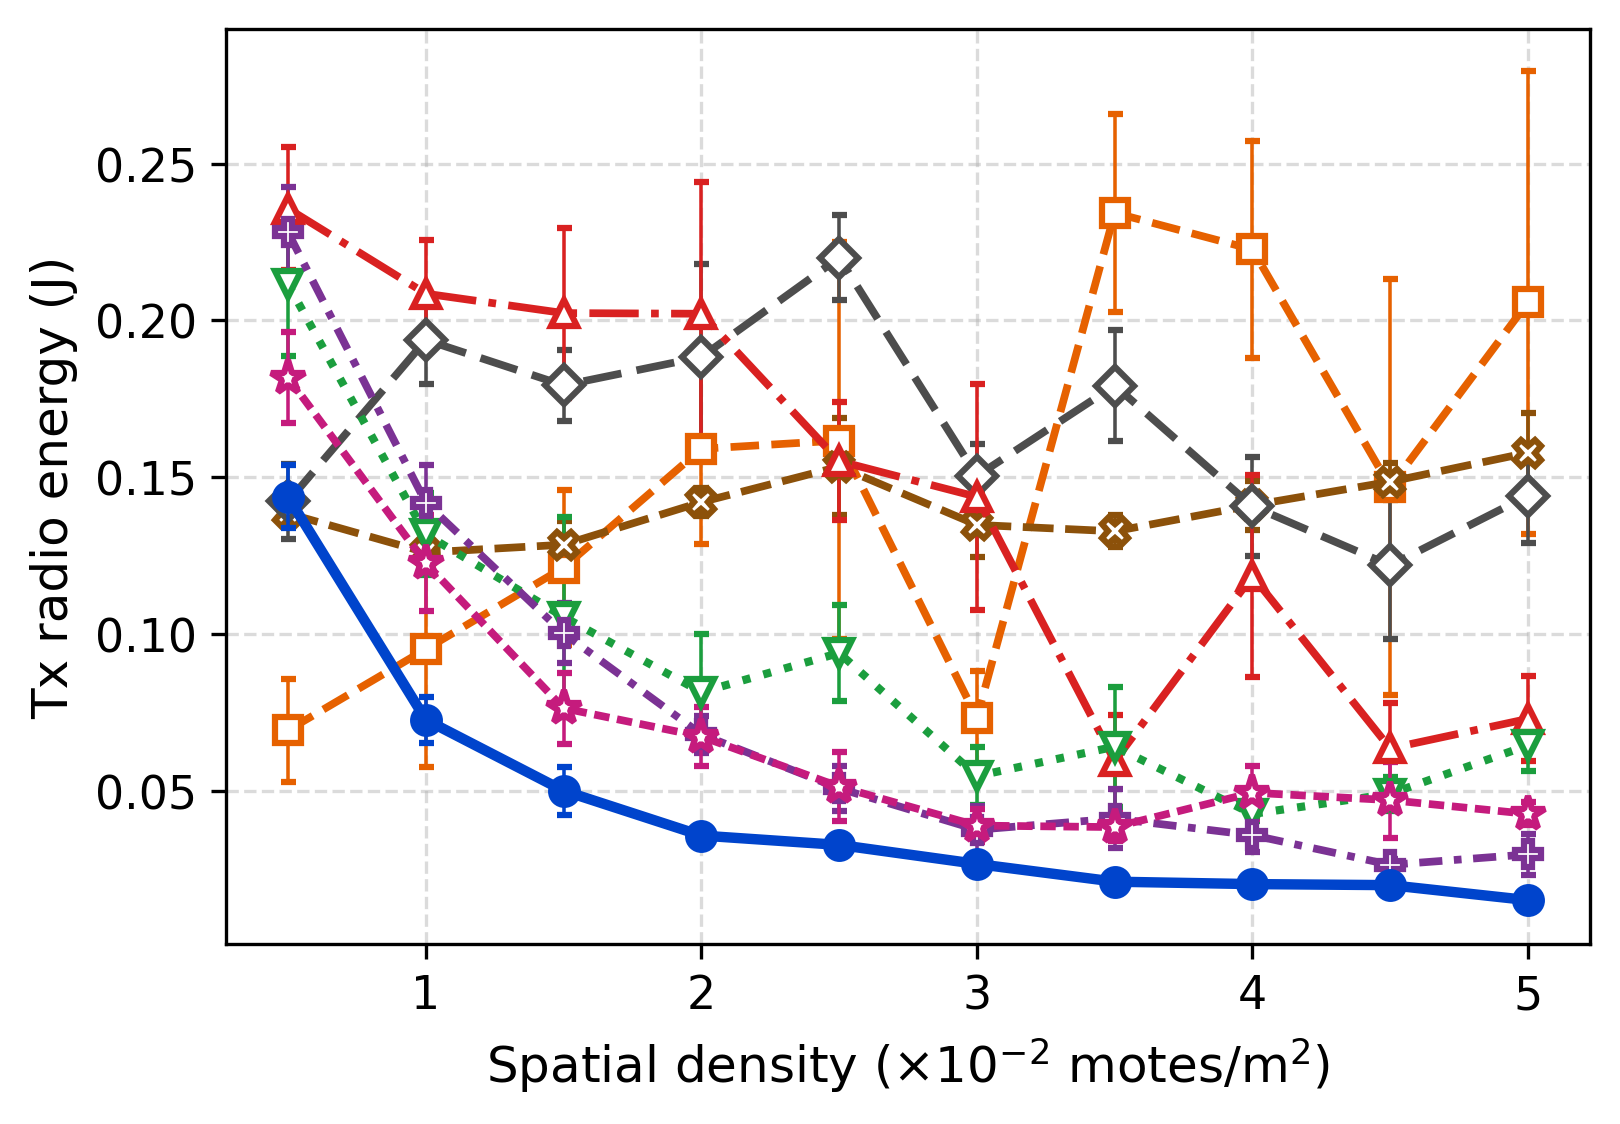 Tx radio energy (J)
0.25
0.20
0.15
0.10
0.05
1 2 3 4 5
Spatial density (×10⁻² motes/m²)